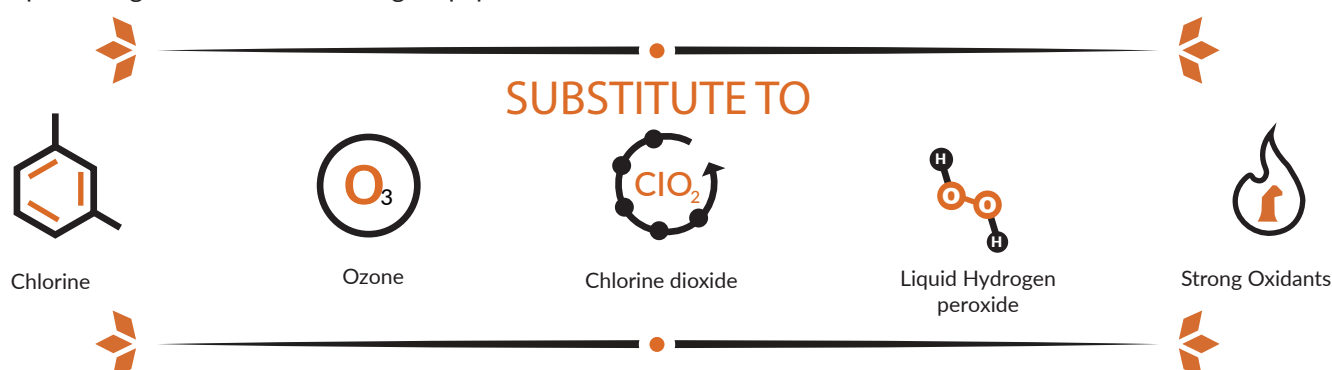 SUBSTITUTE TO
O3
ClO2
H
O O
H
Chlorine
Ozone
Chlorine dioxide
Liquid Hydrogen
peroxide
Strong Oxidants